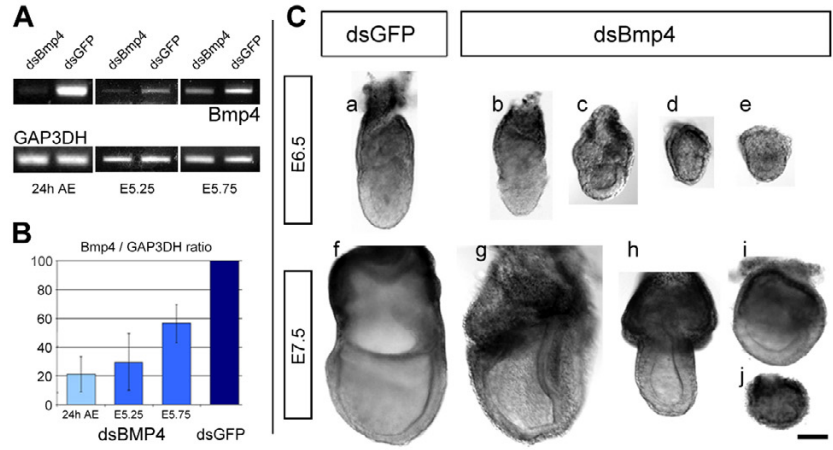 A
dsBmp4 dsGFP dsBmp4 dsGFP dsBmp4 dsGFP
Bmp4
GAP3DH
24h AE E5.25 E5.75
B
Bmp4 / GAP3DH ratio
100
80
60
40
20
0
24h AE E5.25 E5.75
dsBMP4 dsGFP
C
dsGFP dsBmp4
E6.5
a b c d e
E7.5
f g h i
j